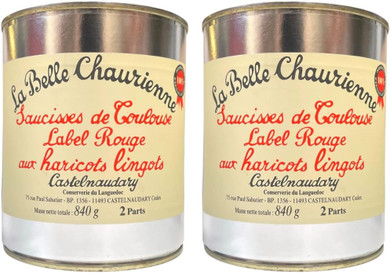 La Belle Chaurienne
Saucisses de Toulouse
Label Rouge
aux haricots lingots
Castelnaudary
Conserverie du Languedoc
75 rue Paul Sabatier - BP. 1356 - 11493 CASTELNAUDARY Cedex
Masse nette totale : 840 g 2 Parts
La Belle Chaurienne
Saucisses de Toulouse
Label Rouge
aux haricots lingots
Castelnaudary
Conserverie du Languedoc
75 rue Paul Sabatier - BP. 1356 - 11493 CASTELNAUDARY Cedex
Masse nette totale : 840 g 2 Parts